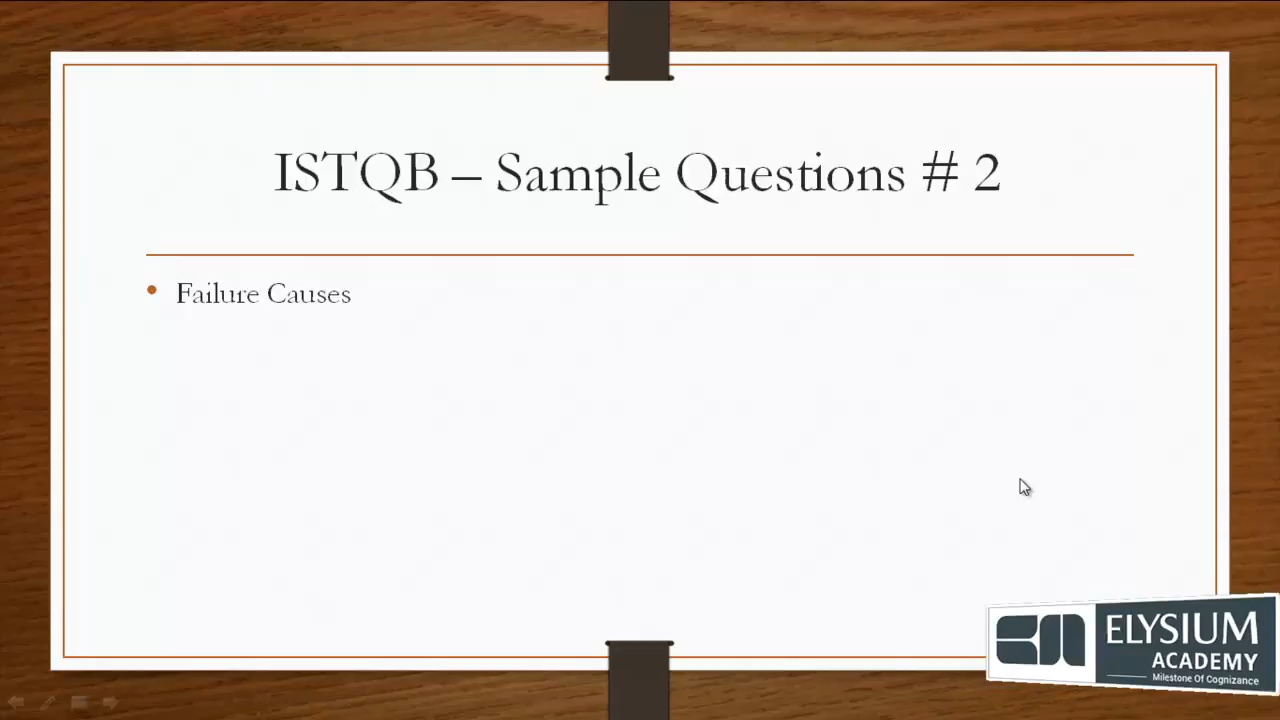 ISTQB – Sample Questions # 2
• Failure Causes
ELYSIUM
ACADEMY
Milestone Of Cognizance